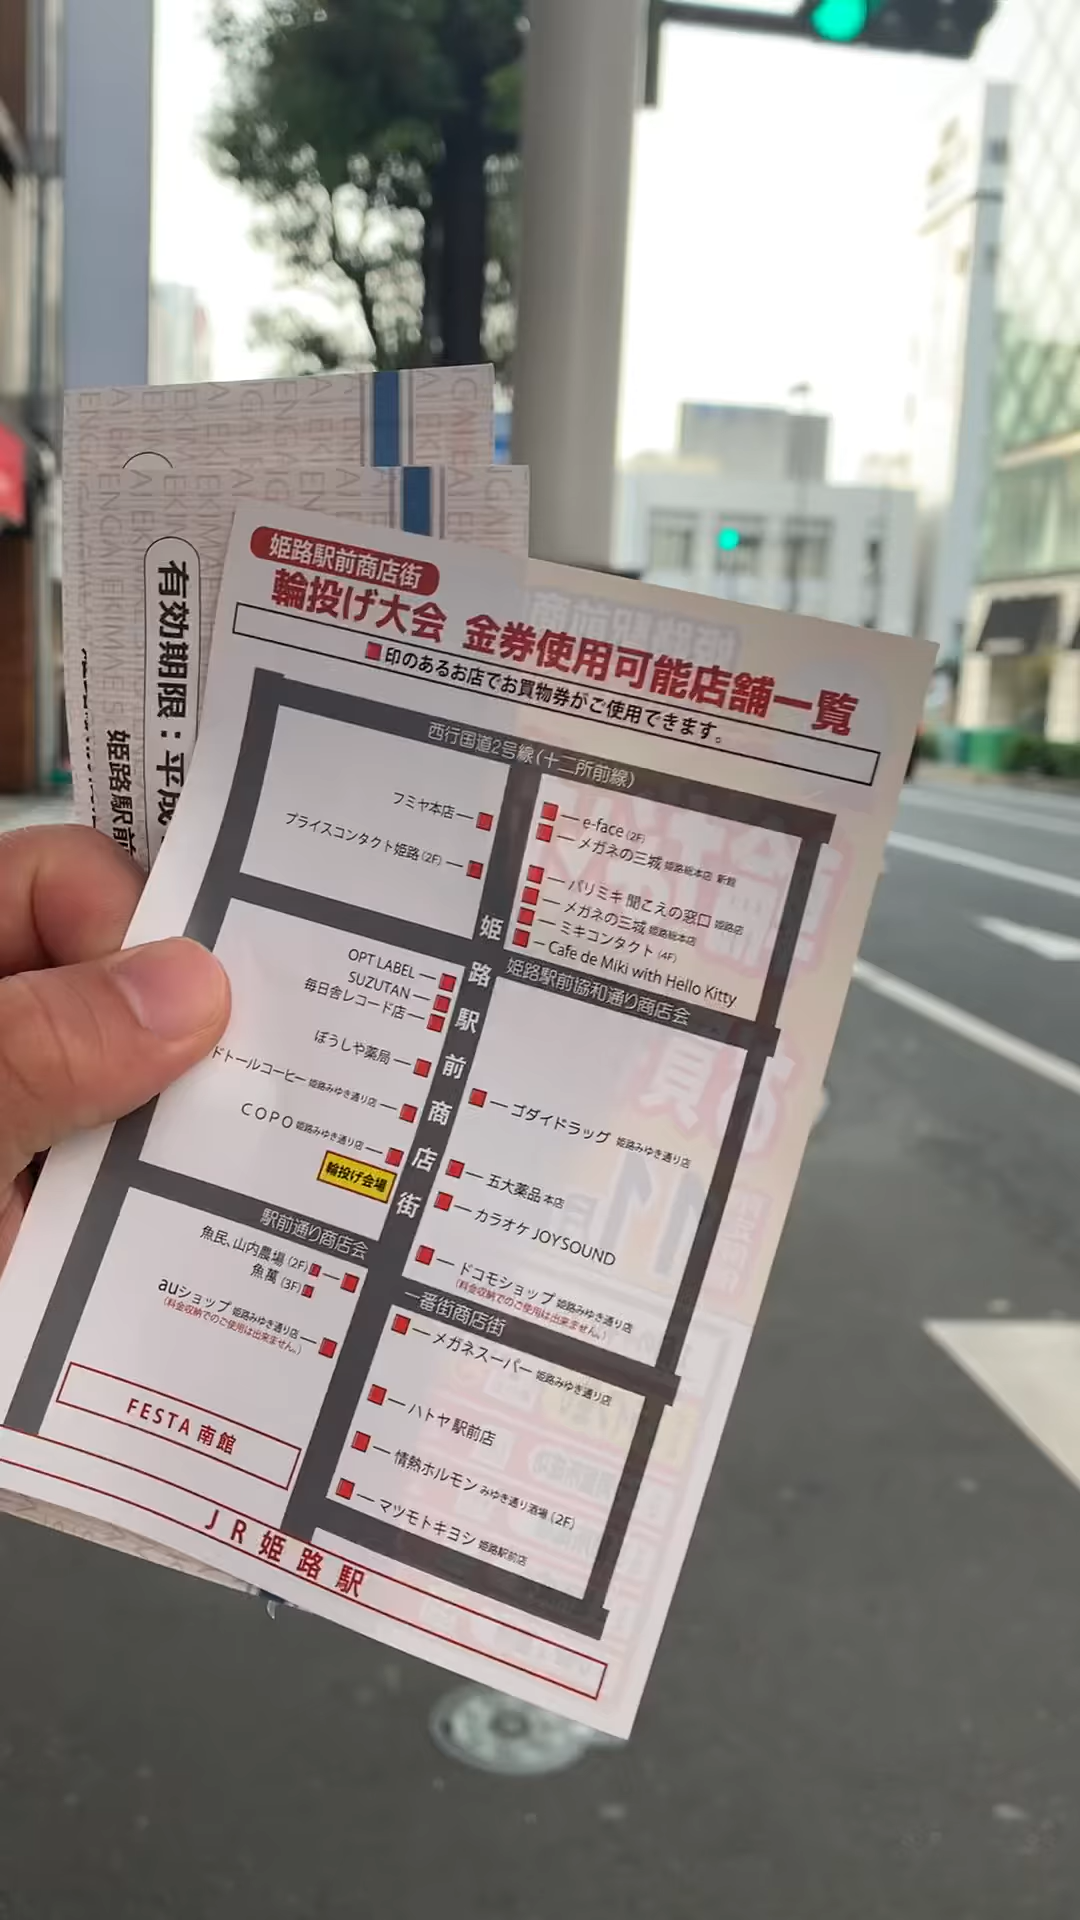 有効期限：平成
姫路駅前
姫路駅前商店街
輪投げ大会 金券使用可能店舗一覧
印のあるお店でお買物券がご使用できます。
西行国道2号線(十二所前線)
フミヤ本店
プライスコンタクト姫路(2F)
e-face(2F)
メガネの三城 姫路総本店 新館
パリミキ 聞こえの窓口 姫路店
メガネの三城 姫路総本店
ミキコンタクト(4F)
Cafe de Miki with Hello Kitty
姫路駅前商店街
姫路駅前協和通り商店会
OPT LABEL
SUZUTAN
毎日舎レコード店
ぼうしや薬局
ドトールコーヒー 姫路みゆき通り店
COPO 姫路みゆき通り店
輪投げ会場
ゴダイドラッグ 姫路みゆき通り店
五大薬品 本店
カラオケ JOYSOUND
ドコモショップ 姫路みゆき通り店
(料金収納でのご使用は出来ません。)
駅前通り商店会
魚民、山内農場(2F)
魚萬(3F)
auショップ 姫路みゆき通り店
(料金収納でのご使用は出来ません。)
一番街商店街
メガネスーパー 姫路みゆき通り店
ハトヤ 駅前店
情熱ホルモン みゆき通り酒場(2F)
マツモトキヨシ 姫路駅前店
FESTA 南館
JR姫路駅